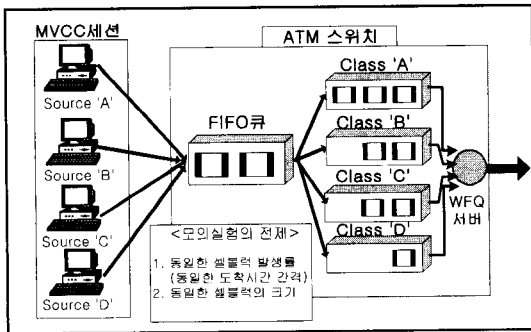 MVCC세션
ATM 스위치
Source 'A'
Source 'B'
Source 'C'
Source 'D'
FIFO큐
Class 'A'
Class 'B'
Class 'C'
Class 'D'
WFQ
서버
<모의실험의 전제>
1. 동일한 셀블럭 발생률
(동일한 도착시간 간격)
2. 동일한 셀블럭의 크기